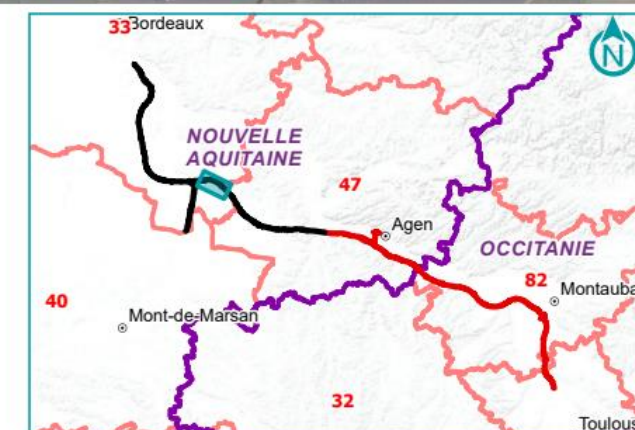 33
Bordeaux
N
NOUVELLE
AQUITAINE
47
Agen
OCCITANIE
82
Montauba
40
Mont-de-Marsan
32
Toulous